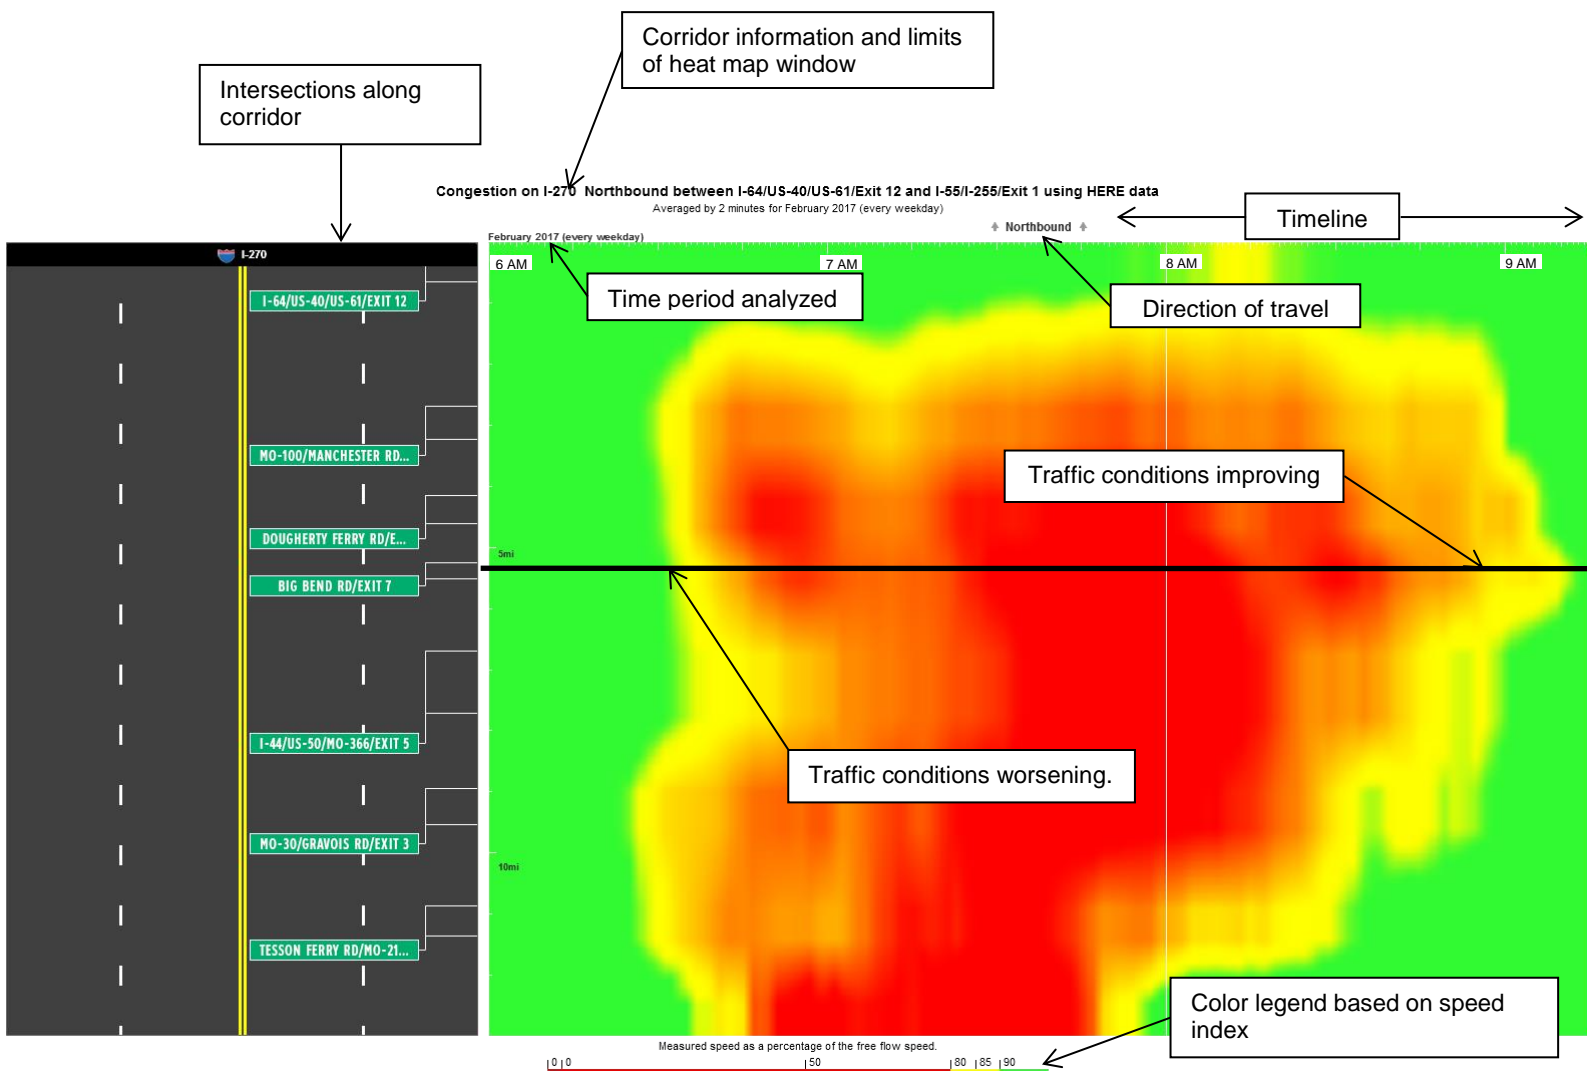 Corridor information and limits
of heat map window
Intersections along
corridor
Congestion on I-270 Northbound between I-64/US-40/US-61/Exit 12 and I-55/I-255/Exit 1 using HERE data
Averaged by 2 minutes for February 2017 (every weekday)
Timeline
Northbound
February 2017 (every weekday)
I-270
6 AM
7 AM
8 AM
9 AM
I-64/US-40/US-61/EXIT 12
Time period analyzed
Direction of travel
MO-100/MANCHESTER RD...
Traffic conditions improving
DOUGHERTY FERRY RD/E...
5mi
BIG BEND RD/EXIT 7
I-44/US-50/MO-366/EXIT 5
Traffic conditions worsening.
MO-30/GRAVOIS RD/EXIT 3
10mi
TESSON FERRY RD/MO-21...
Color legend based on speed
index
Measured speed as a percentage of the free flow speed.
0 0 50 80 85 90